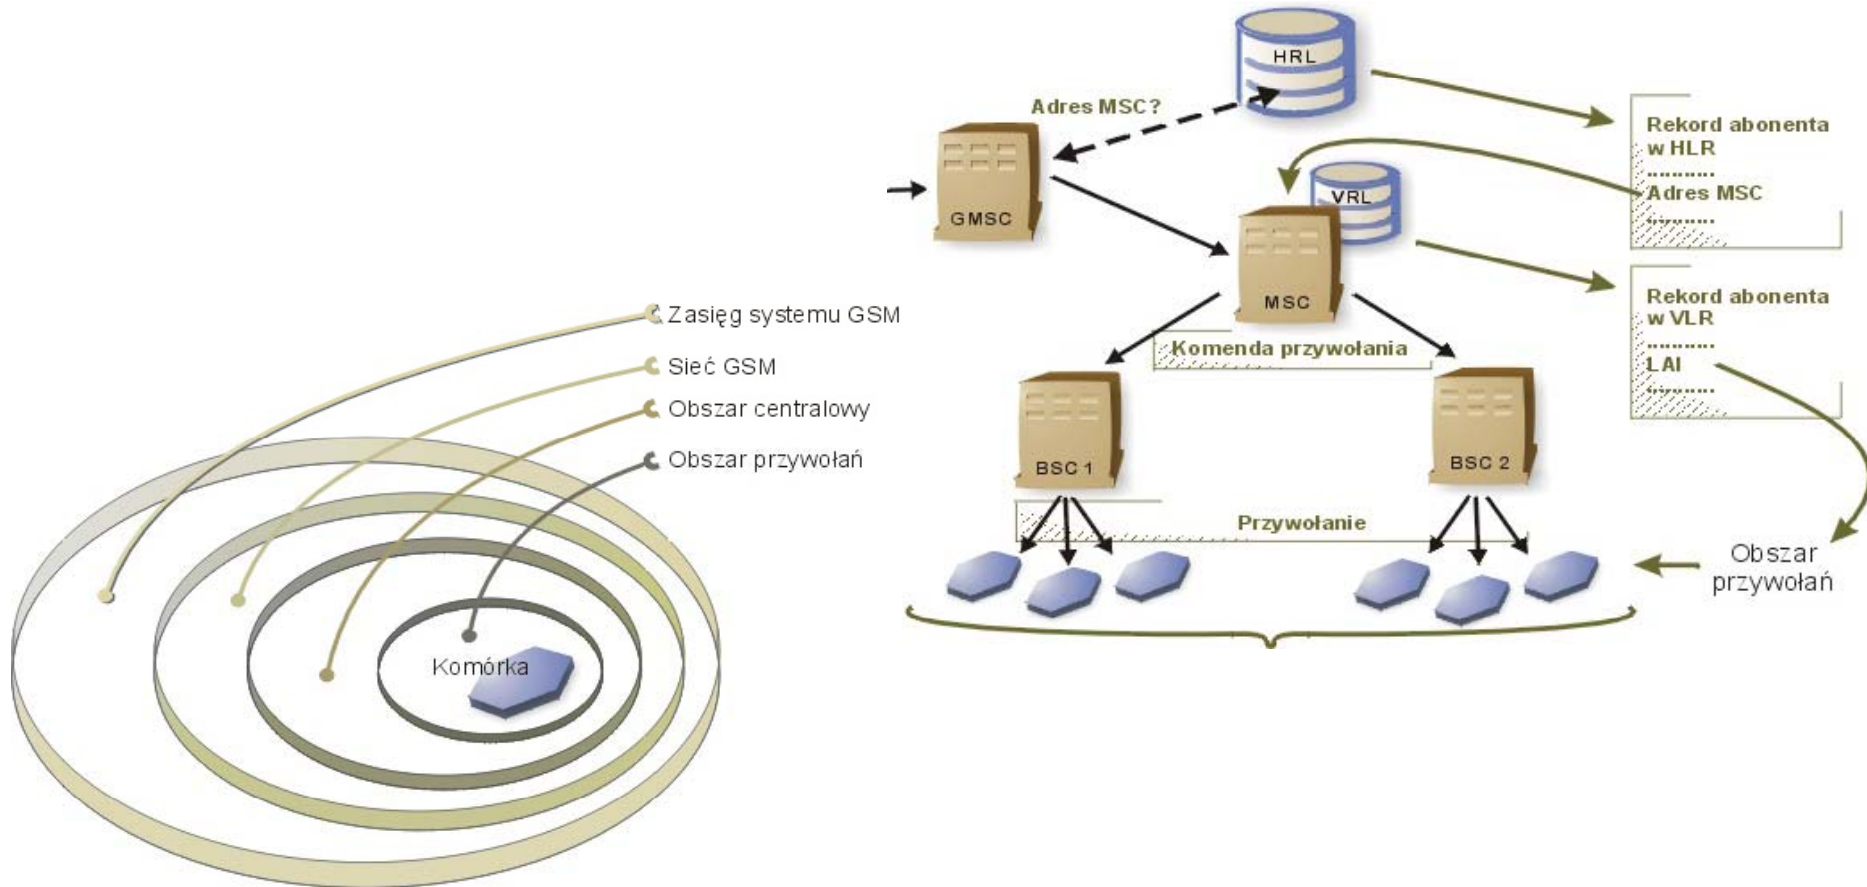 Zasięg systemu GSM
Sieć GSM
Obszar centralowy
Obszar przywołań
Komórka
HRL
Adres MSC?
GMSC
VRL
MSC
Rekord abonenta
w HLR
...........
Adres MSC
...........
Rekord abonenta
w VLR
...........
LAI
...........
Komenda przywołania
BSC 1
BSC 2
Przywołanie
Obszar
przywołań